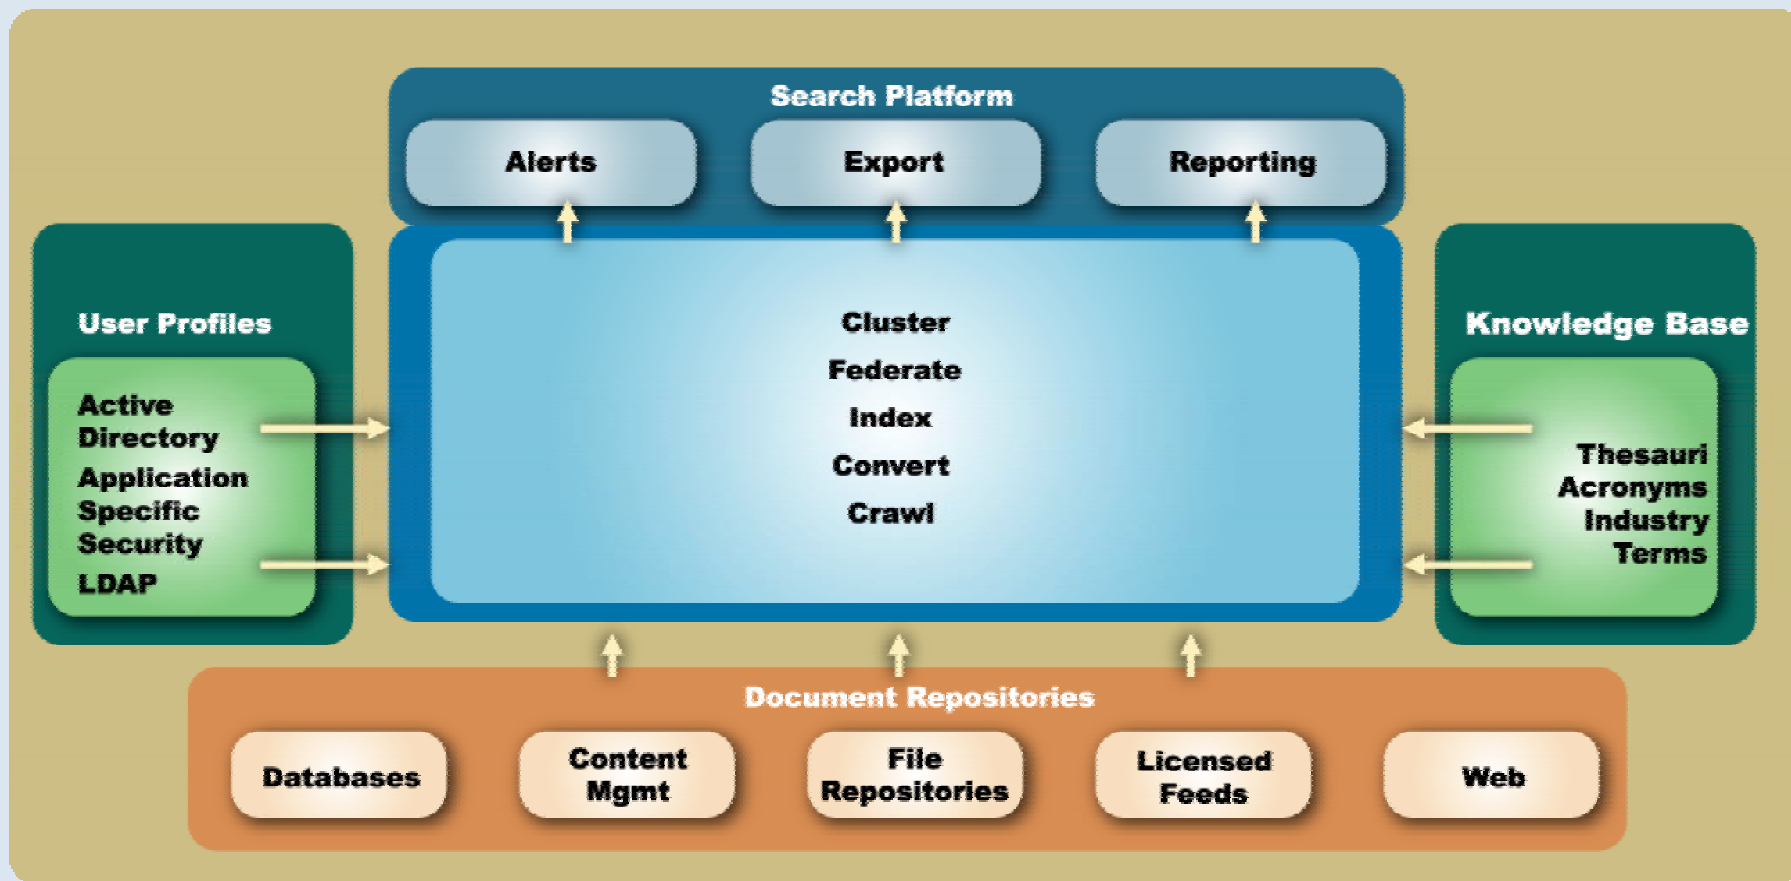 Search Platform
Alerts
Export
Reporting
User Profiles
Active
Directory
Application
Specific
Security
LDAP
Cluster
Federate
Index
Convert
Crawl
Knowledge Base
Thesauri
Acronyms
Industry
Terms
Document Repositories
Databases
Content
Mgmt
File
Repositories
Licensed
Feeds
Web